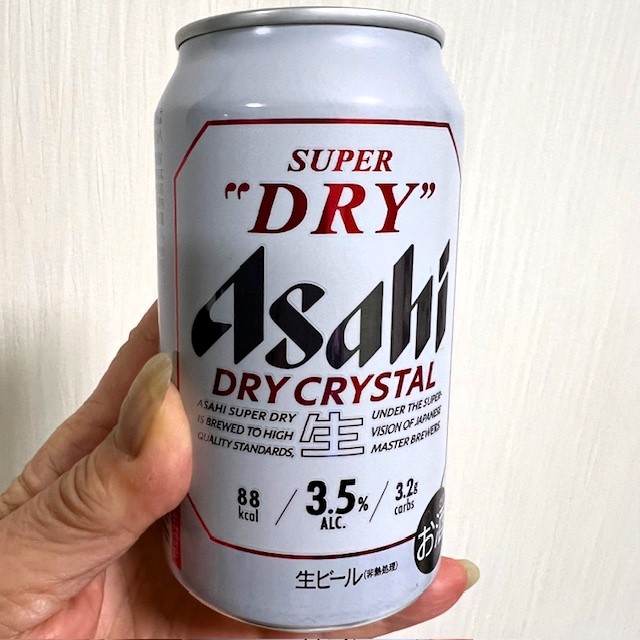 SUPER
“DRY”
Asahi
DRY CRYSTAL
ASAHI SUPER DRY
IS BREWED TO HIGH
QUALITY STANDARDS,
生
UNDER THE SUPER-
VISION OF JAPANESE
MASTER BREWERS.
88
kcal
/
3.5%
ALC.
/
3.2g
carbs
生ビール(非熱処理)